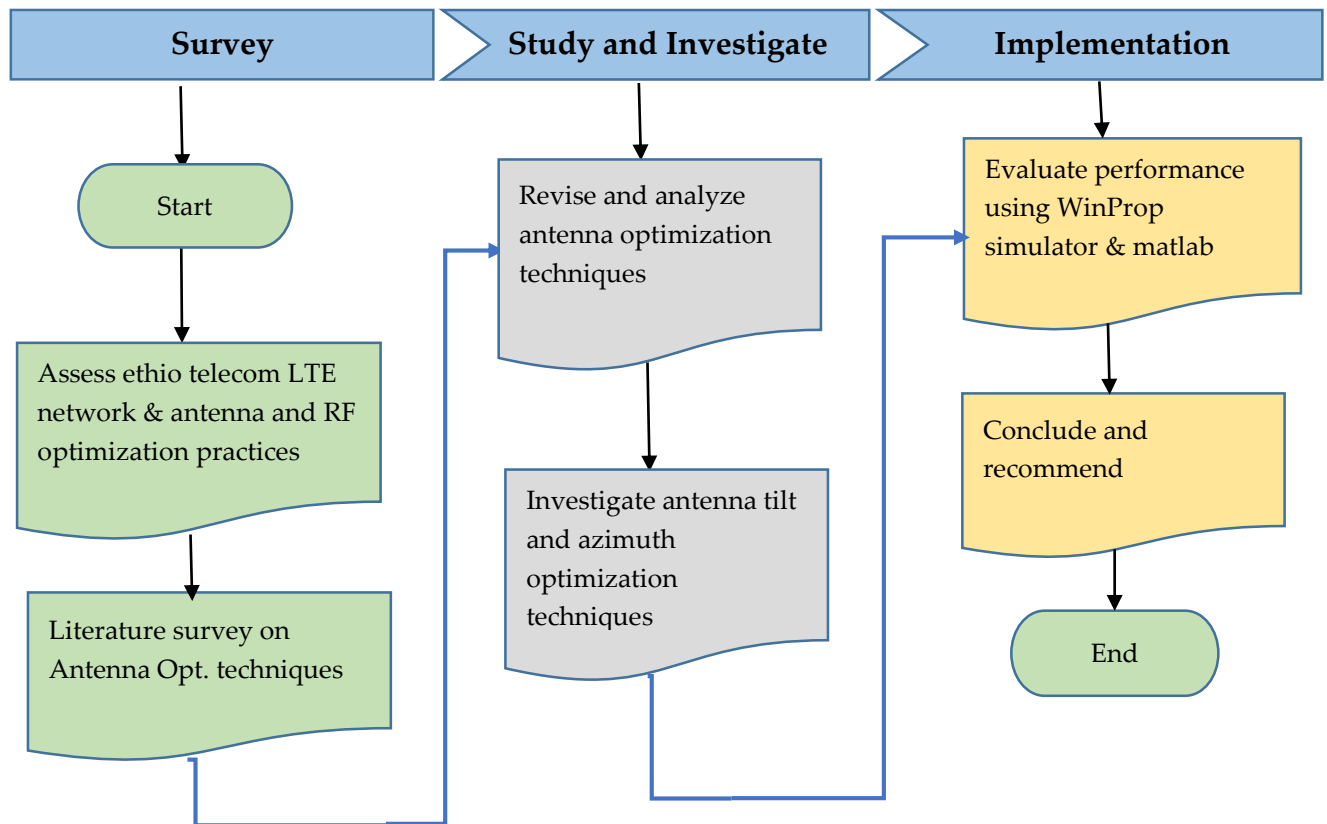 Survey
Study and Investigate
Implementation
Start
Assess ethio telecom LTE
network & antenna and RF
optimization practices
Literature survey on
Antenna Opt. techniques
Revise and analyze
antenna optimization
techniques
Investigate antenna tilt
and azimuth
optimization
techniques
Evaluate performance
using WinProp
simulator & matlab
Conclude and
recommend
End